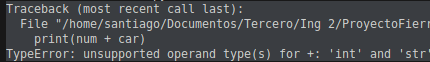 Traceback (most recent call last):
File "/home/santiago/Documentos/Tercero/Ing 2/ProyectoFierr
print(num + car)
TypeError: unsupported operand type(s) for +: 'int' and 'str'